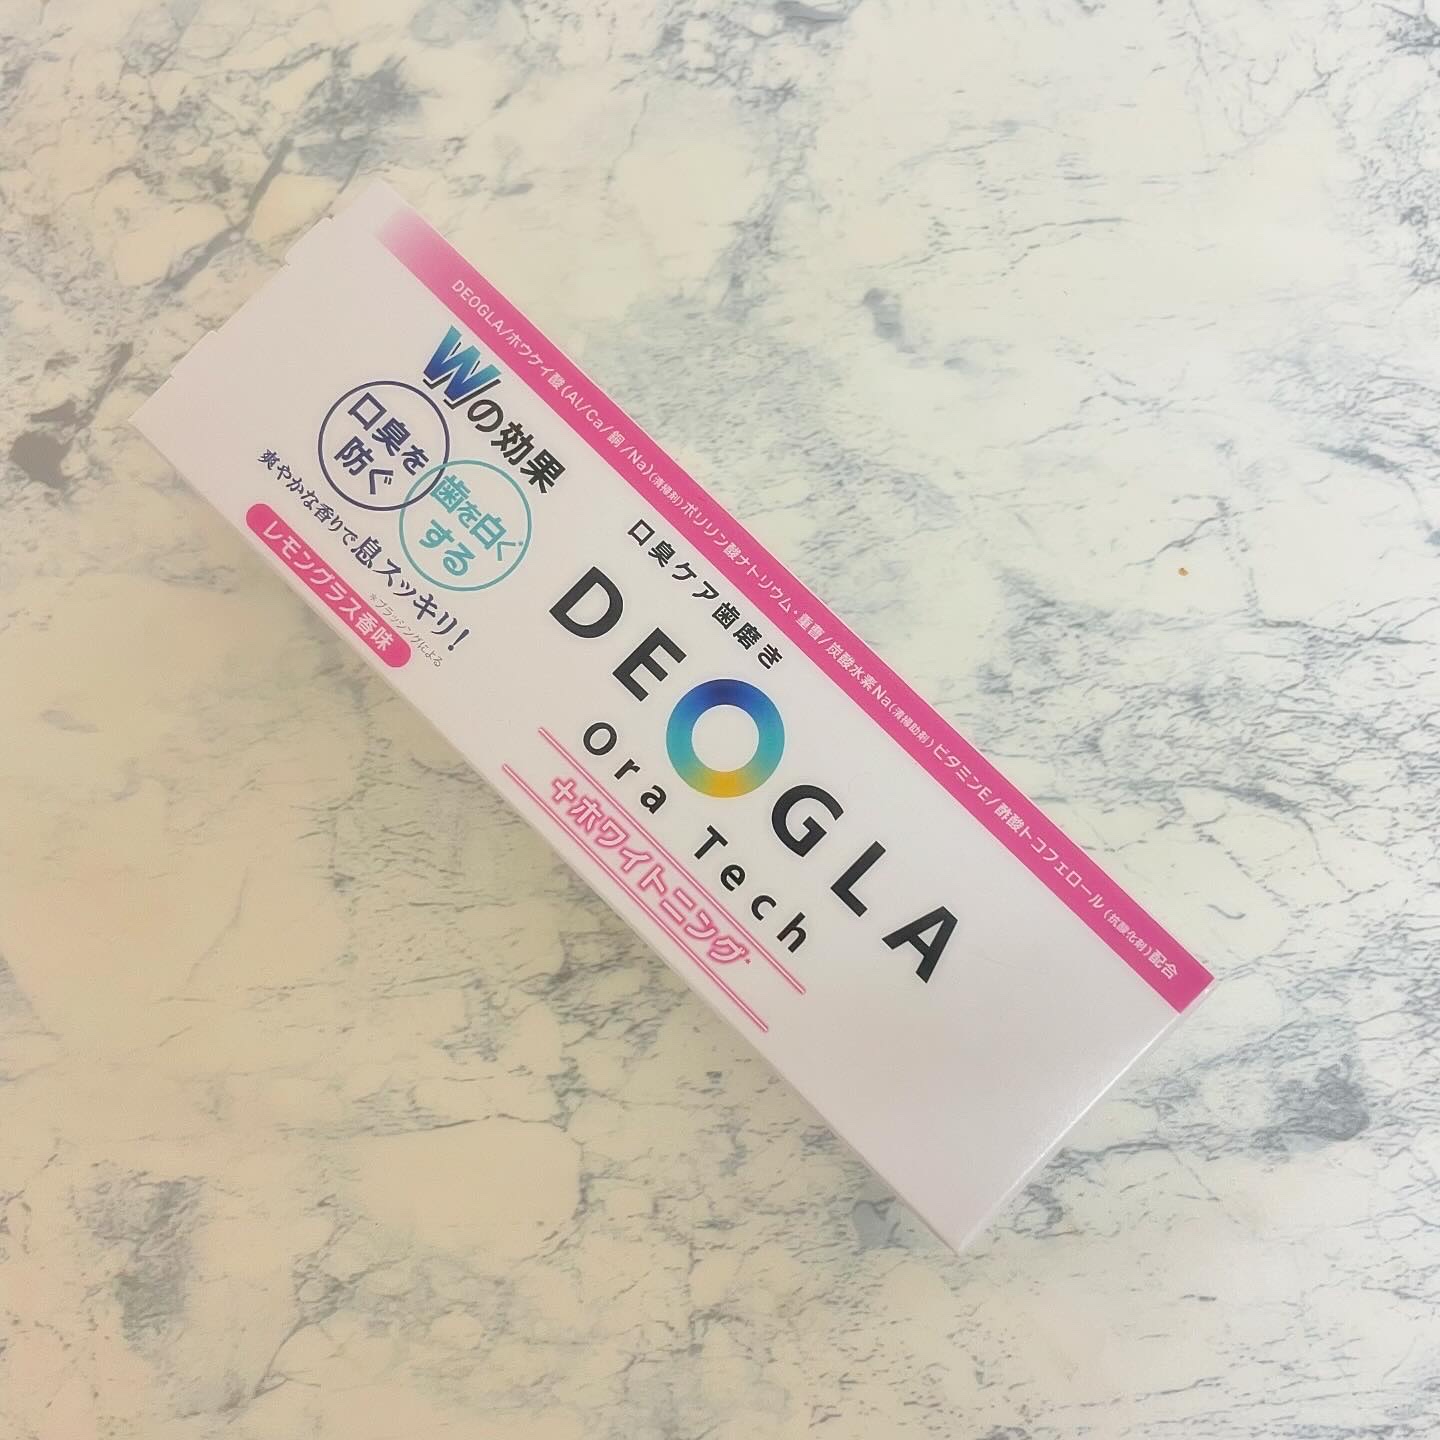 DEOGLA/ホウケイ酸(Al/Ca/銅/Na)(清掃剤)ポリリン酸ナトリウム・重曹/炭酸水素Na(清掃助剤)ビタミンE/酢酸トコフェロール(抗酸化剤)配合
Wの効果
口臭を
防ぐ
歯を白く
する
爽やかな香りで息スッキリ!
*ブラッシングによる
レモングラス香味
口臭ケア歯磨き
DEOGLA
Ora Tech
+ホワイトニング*